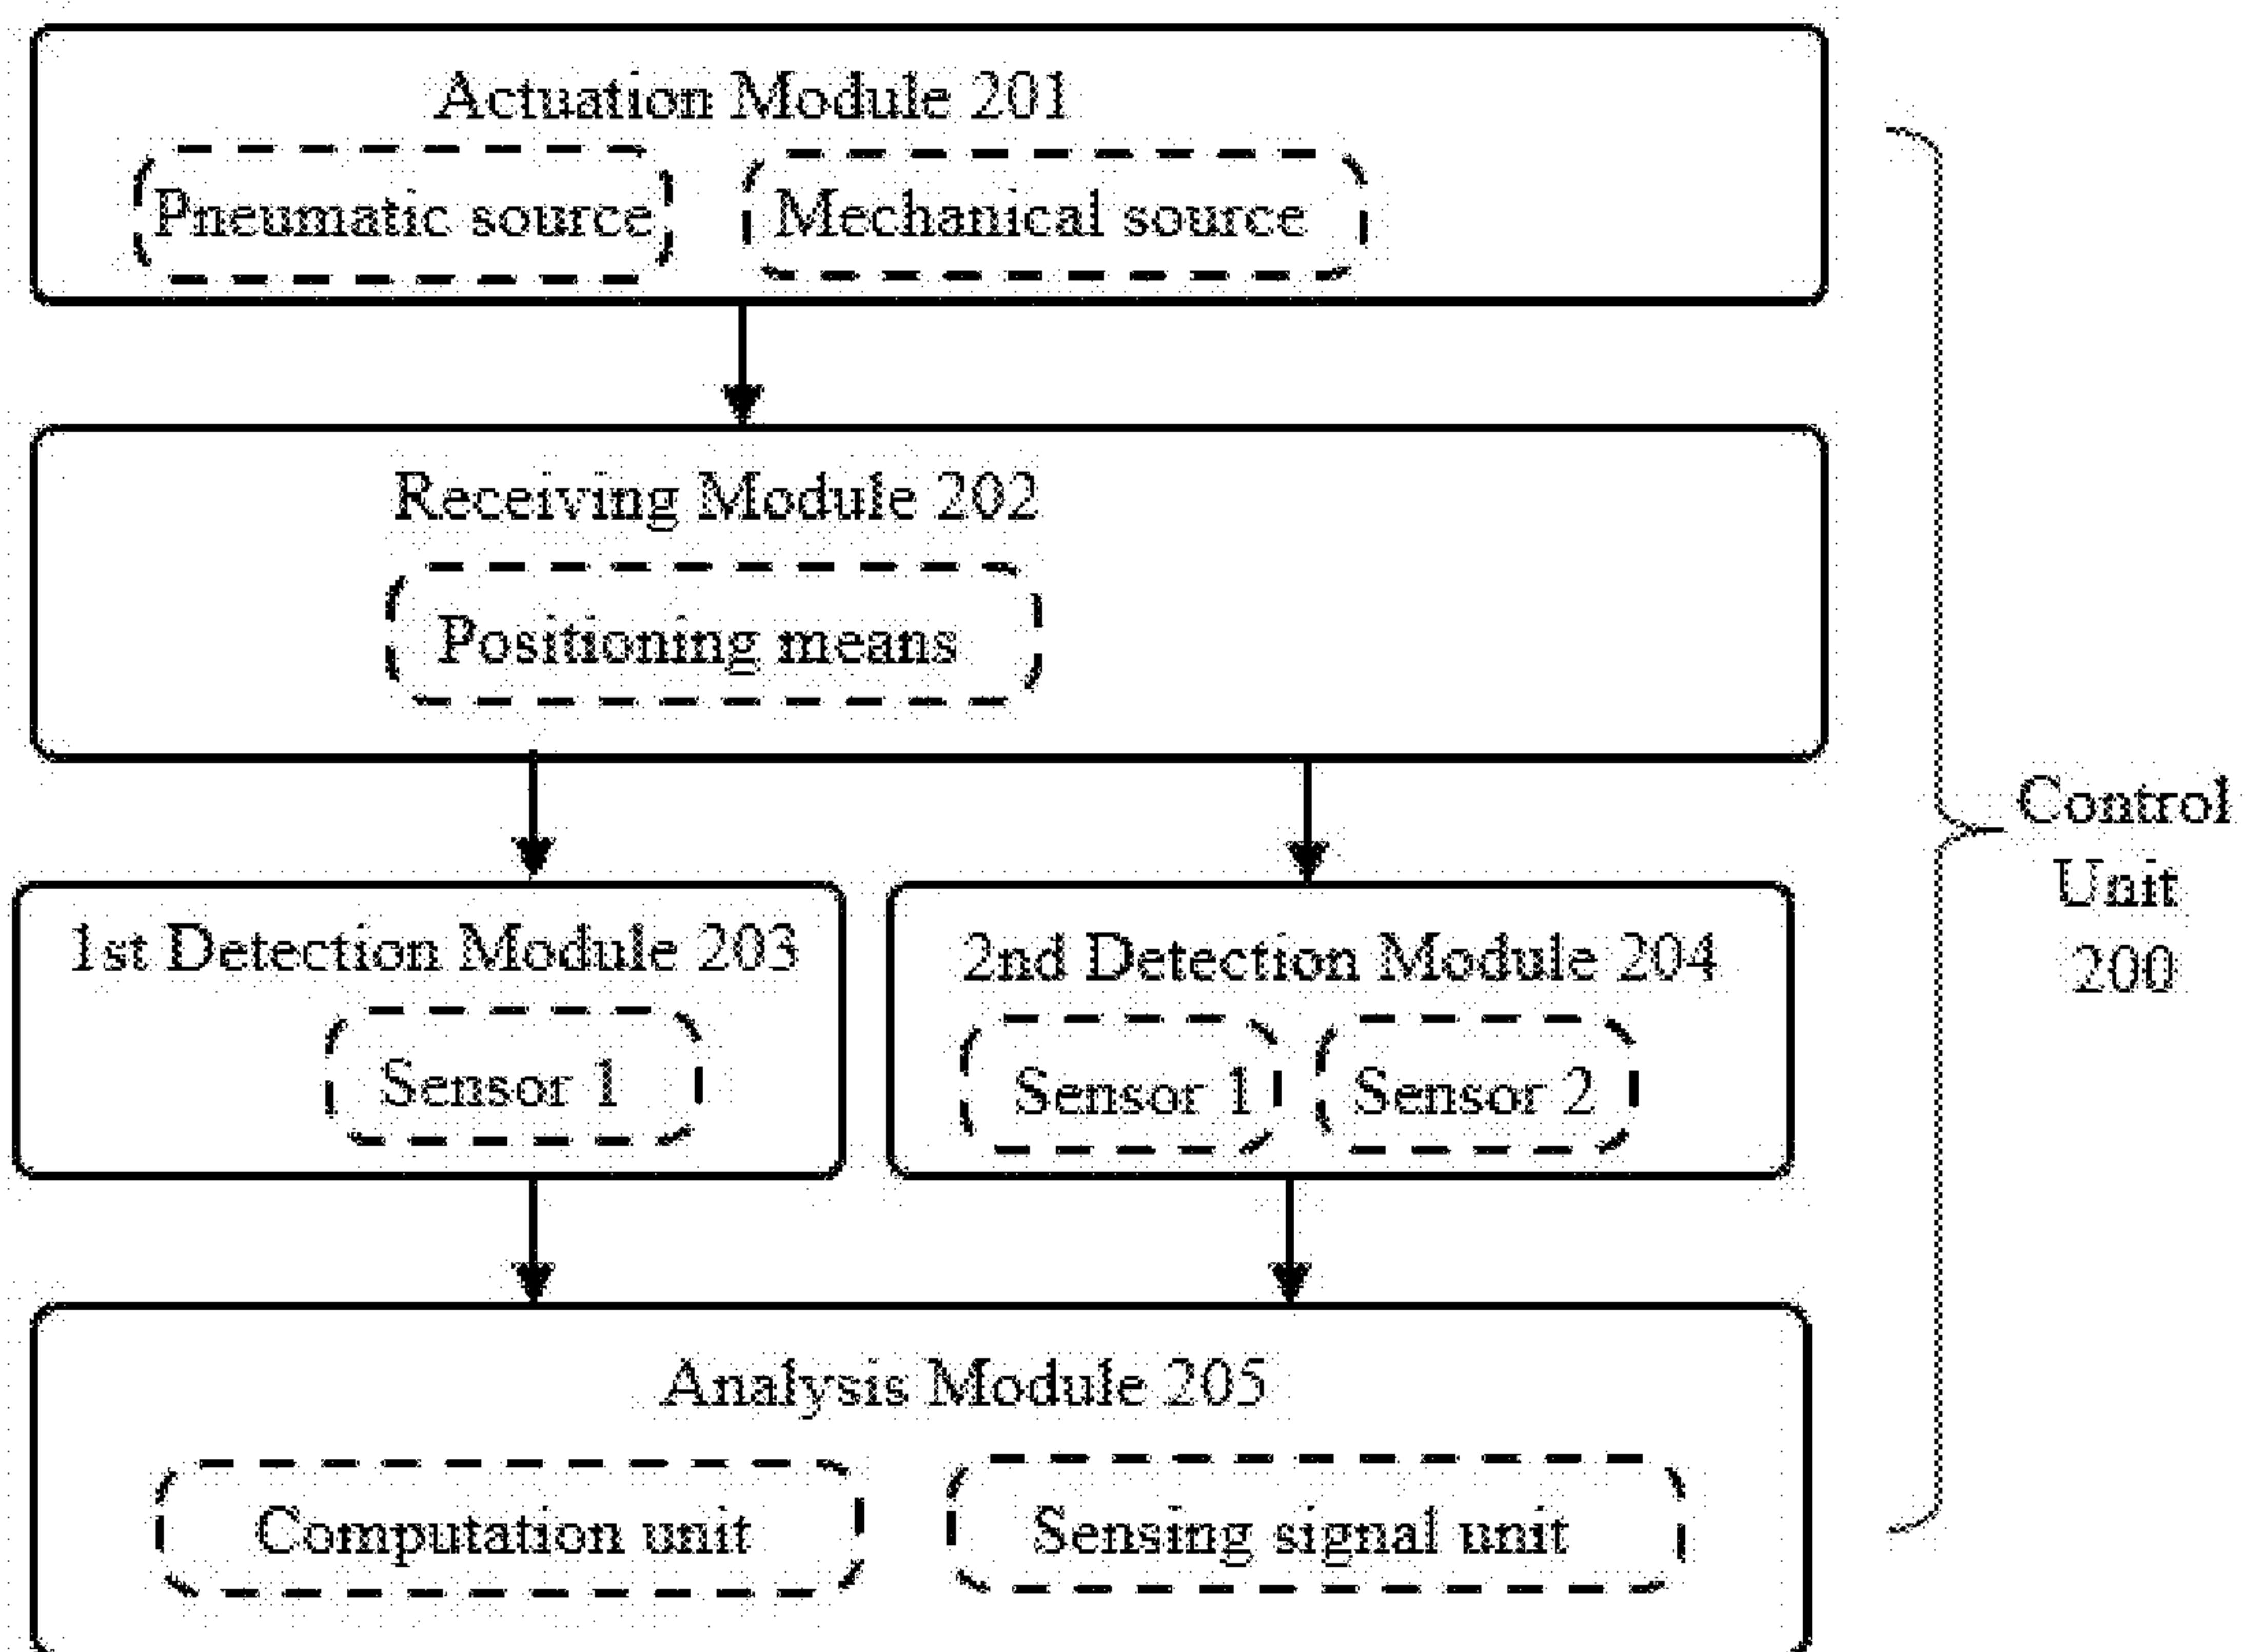 Actuation Module 201
Pneumatic source
Mechanical source
Receiving Module 202
Positioning means
1st Detection Module 203
Sensor 1
2nd Detection Module 204
Sensor 1
Sensor 2
Analysis Module 205
Computation unit
Sensing signal unit
Control
Unit
200